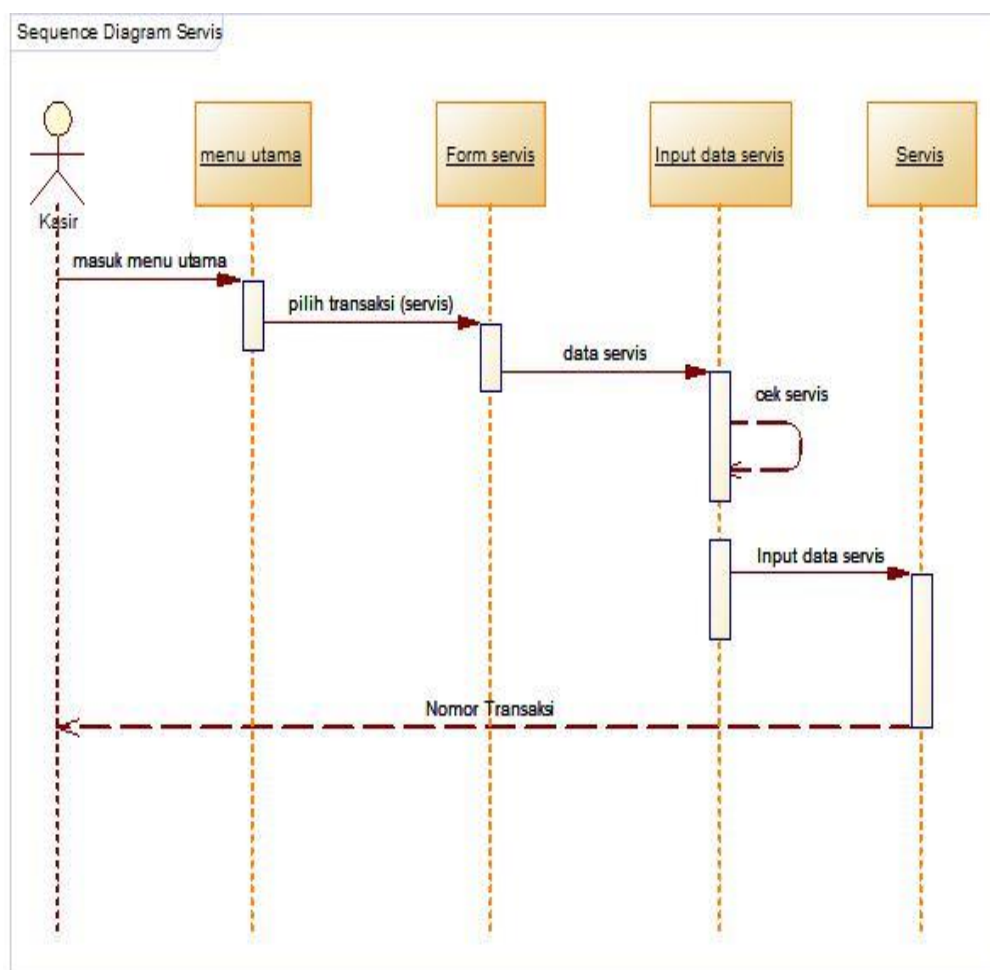 Sequence Diagram Servis
menu utama
Form servis
Input data servis
Servis
Kasir
masuk menu utama
pilih transaksi (servis)
data servis
cek servis
Input data servis
Nomor Transaksi